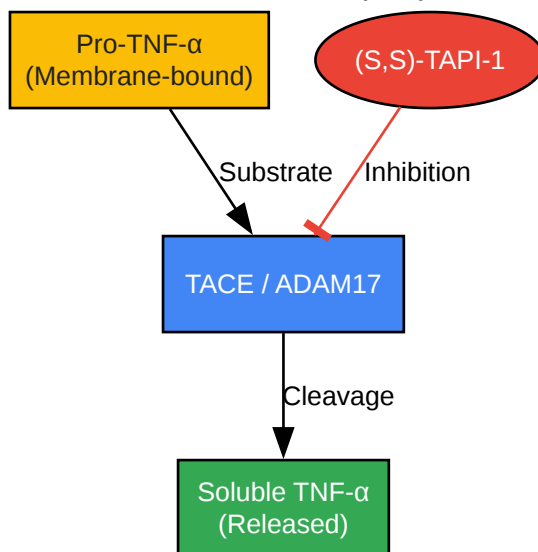 Pro-TNF-α
(Membrane-bound)
(S,S)-TAPI-1
Substrate
Inhibition
TACE / ADAM17
Cleavage
Soluble TNF-α
(Released)